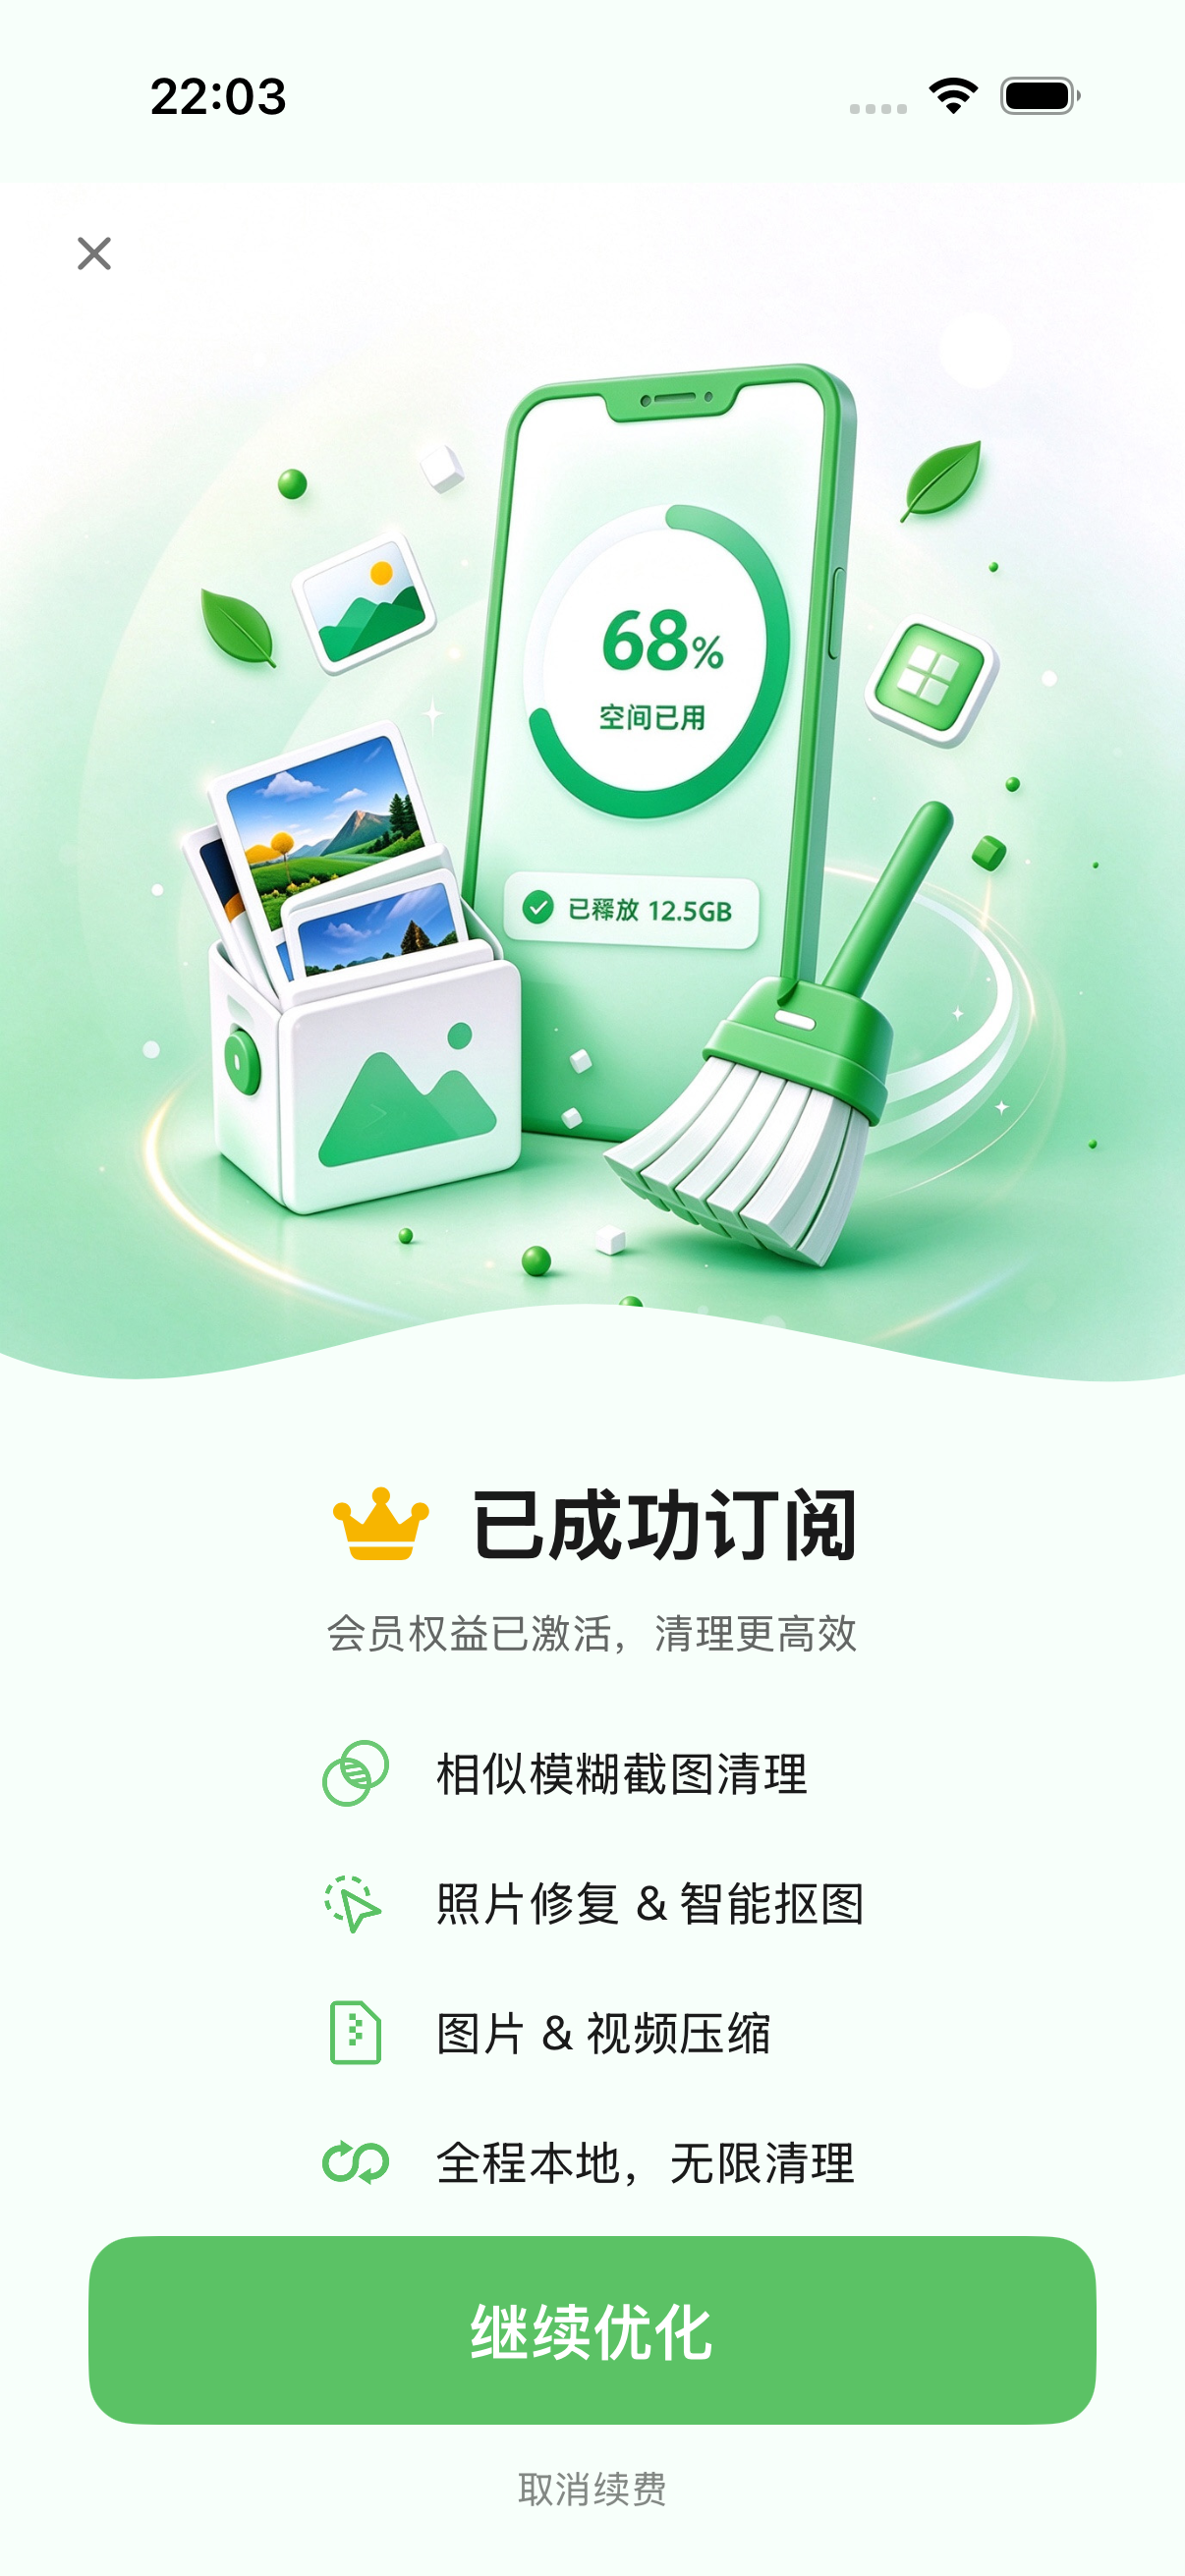 22:03
68%
空间已用
已释放 12.5GB
已成功订阅
会员权益已激活，清理更高效
相似模糊截图清理
照片修复 & 智能抠图
图片 & 视频压缩
全程本地，无限清理
继续优化
取消续费